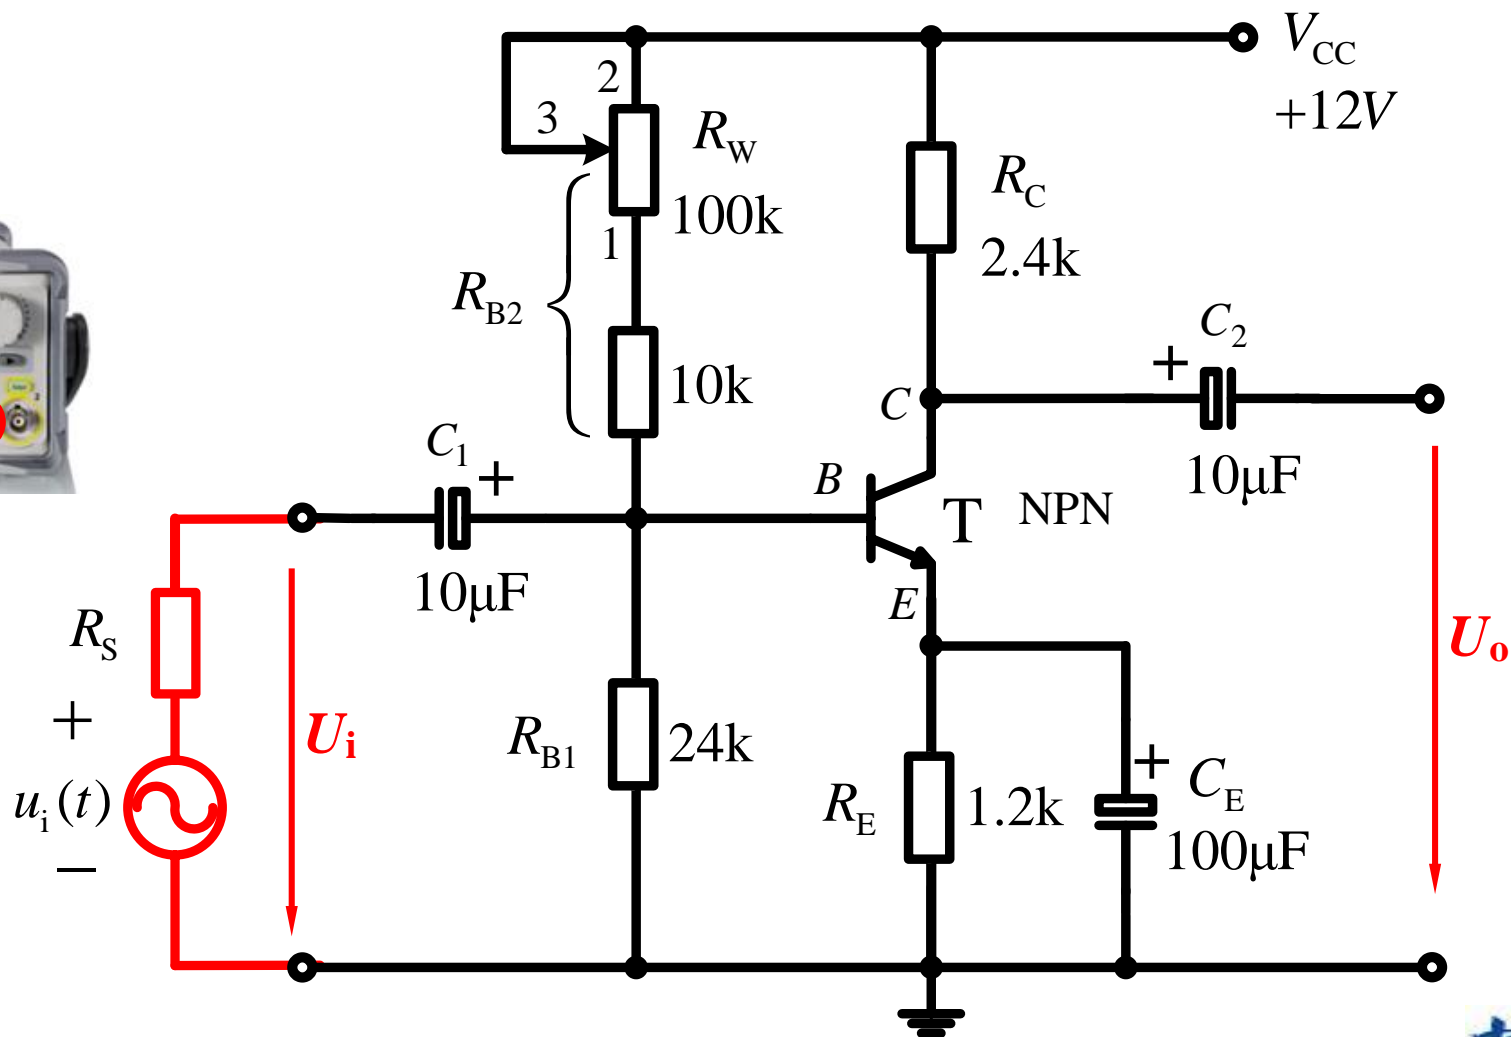 V_CC
+12V
2
3
R_W
100k
1
R_C
2.4k
R_B2
10k
C_2
+
10μF
C
C_1
+
10μF
B
T
NPN
E
R_S
+
u_i(t)
−
U_i
R_B1
24k
R_E
1.2k
+
C_E
100μF
U_o